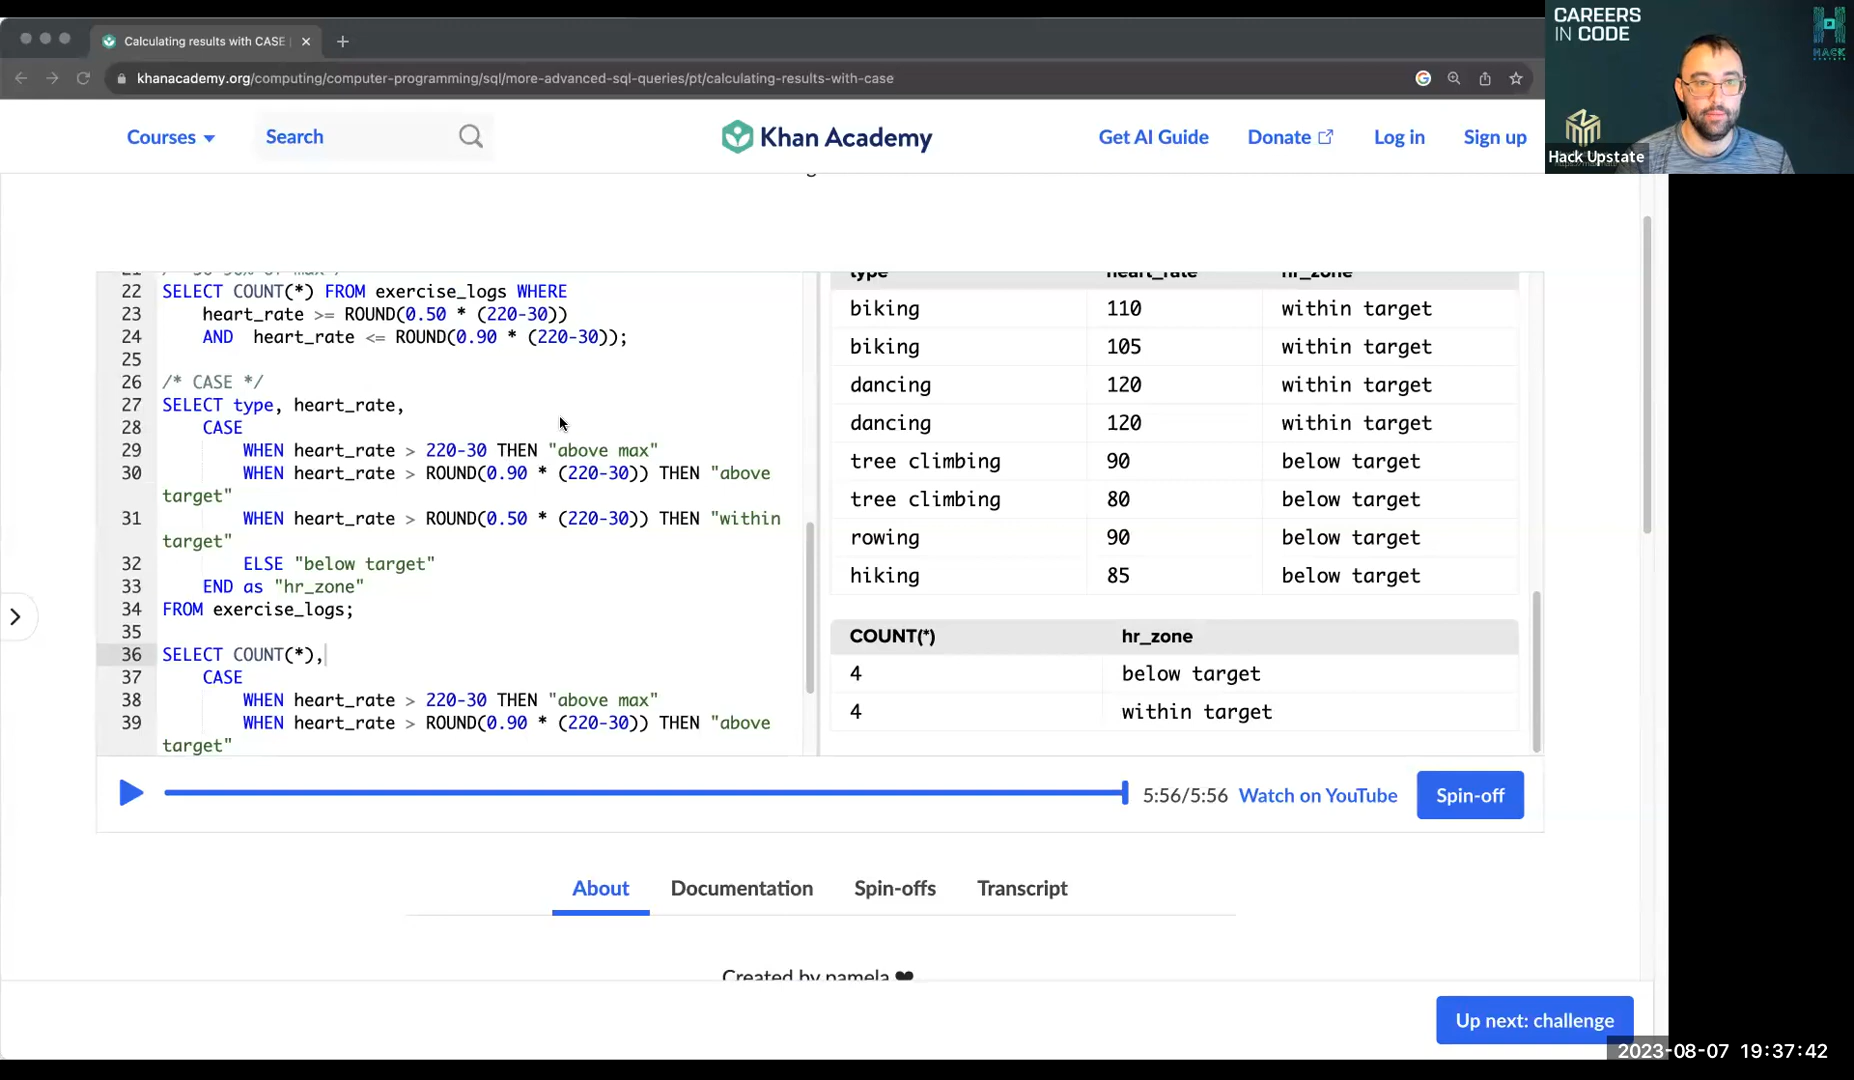 Calculating results with CASE
khanacademy.org/computing/computer-programming/sql/more-advanced-sql-queries/pt/calculating-results-with-case
CAREERS
IN CODE
HACK
Hack Upstate
Courses
Search
Khan Academy
Get AI Guide
Donate
Log in
Sign up
22 SELECT COUNT(*) FROM exercise_logs WHERE
23 heart_rate >= ROUND(0.50 * (220-30))
24 AND  heart_rate <= ROUND(0.90 * (220-30));
25
26 /* CASE */
27 SELECT type, heart_rate,
28 CASE
29 WHEN heart_rate > 220-30 THEN "above max"
30 WHEN heart_rate > ROUND(0.90 * (220-30)) THEN "above
target"
31 WHEN heart_rate > ROUND(0.50 * (220-30)) THEN "within
target"
32 ELSE "below target"
33 END as "hr_zone"
34 FROM exercise_logs;
35
36 SELECT COUNT(*),
37 CASE
38 WHEN heart_rate > 220-30 THEN "above max"
39 WHEN heart_rate > ROUND(0.90 * (220-30)) THEN "above
target"
type heart_rate hr_zone
biking 110 within target
biking 105 within target
dancing 120 within target
dancing 120 within target
tree climbing 90 below target
tree climbing 80 below target
rowing 90 below target
hiking 85 below target
COUNT(*) hr_zone
4 below target
4 within target
5:56/5:56 Watch on YouTube Spin-off
About Documentation Spin-offs Transcript
Created by pamela
Up next: challenge
2023-08-07 19:37:42